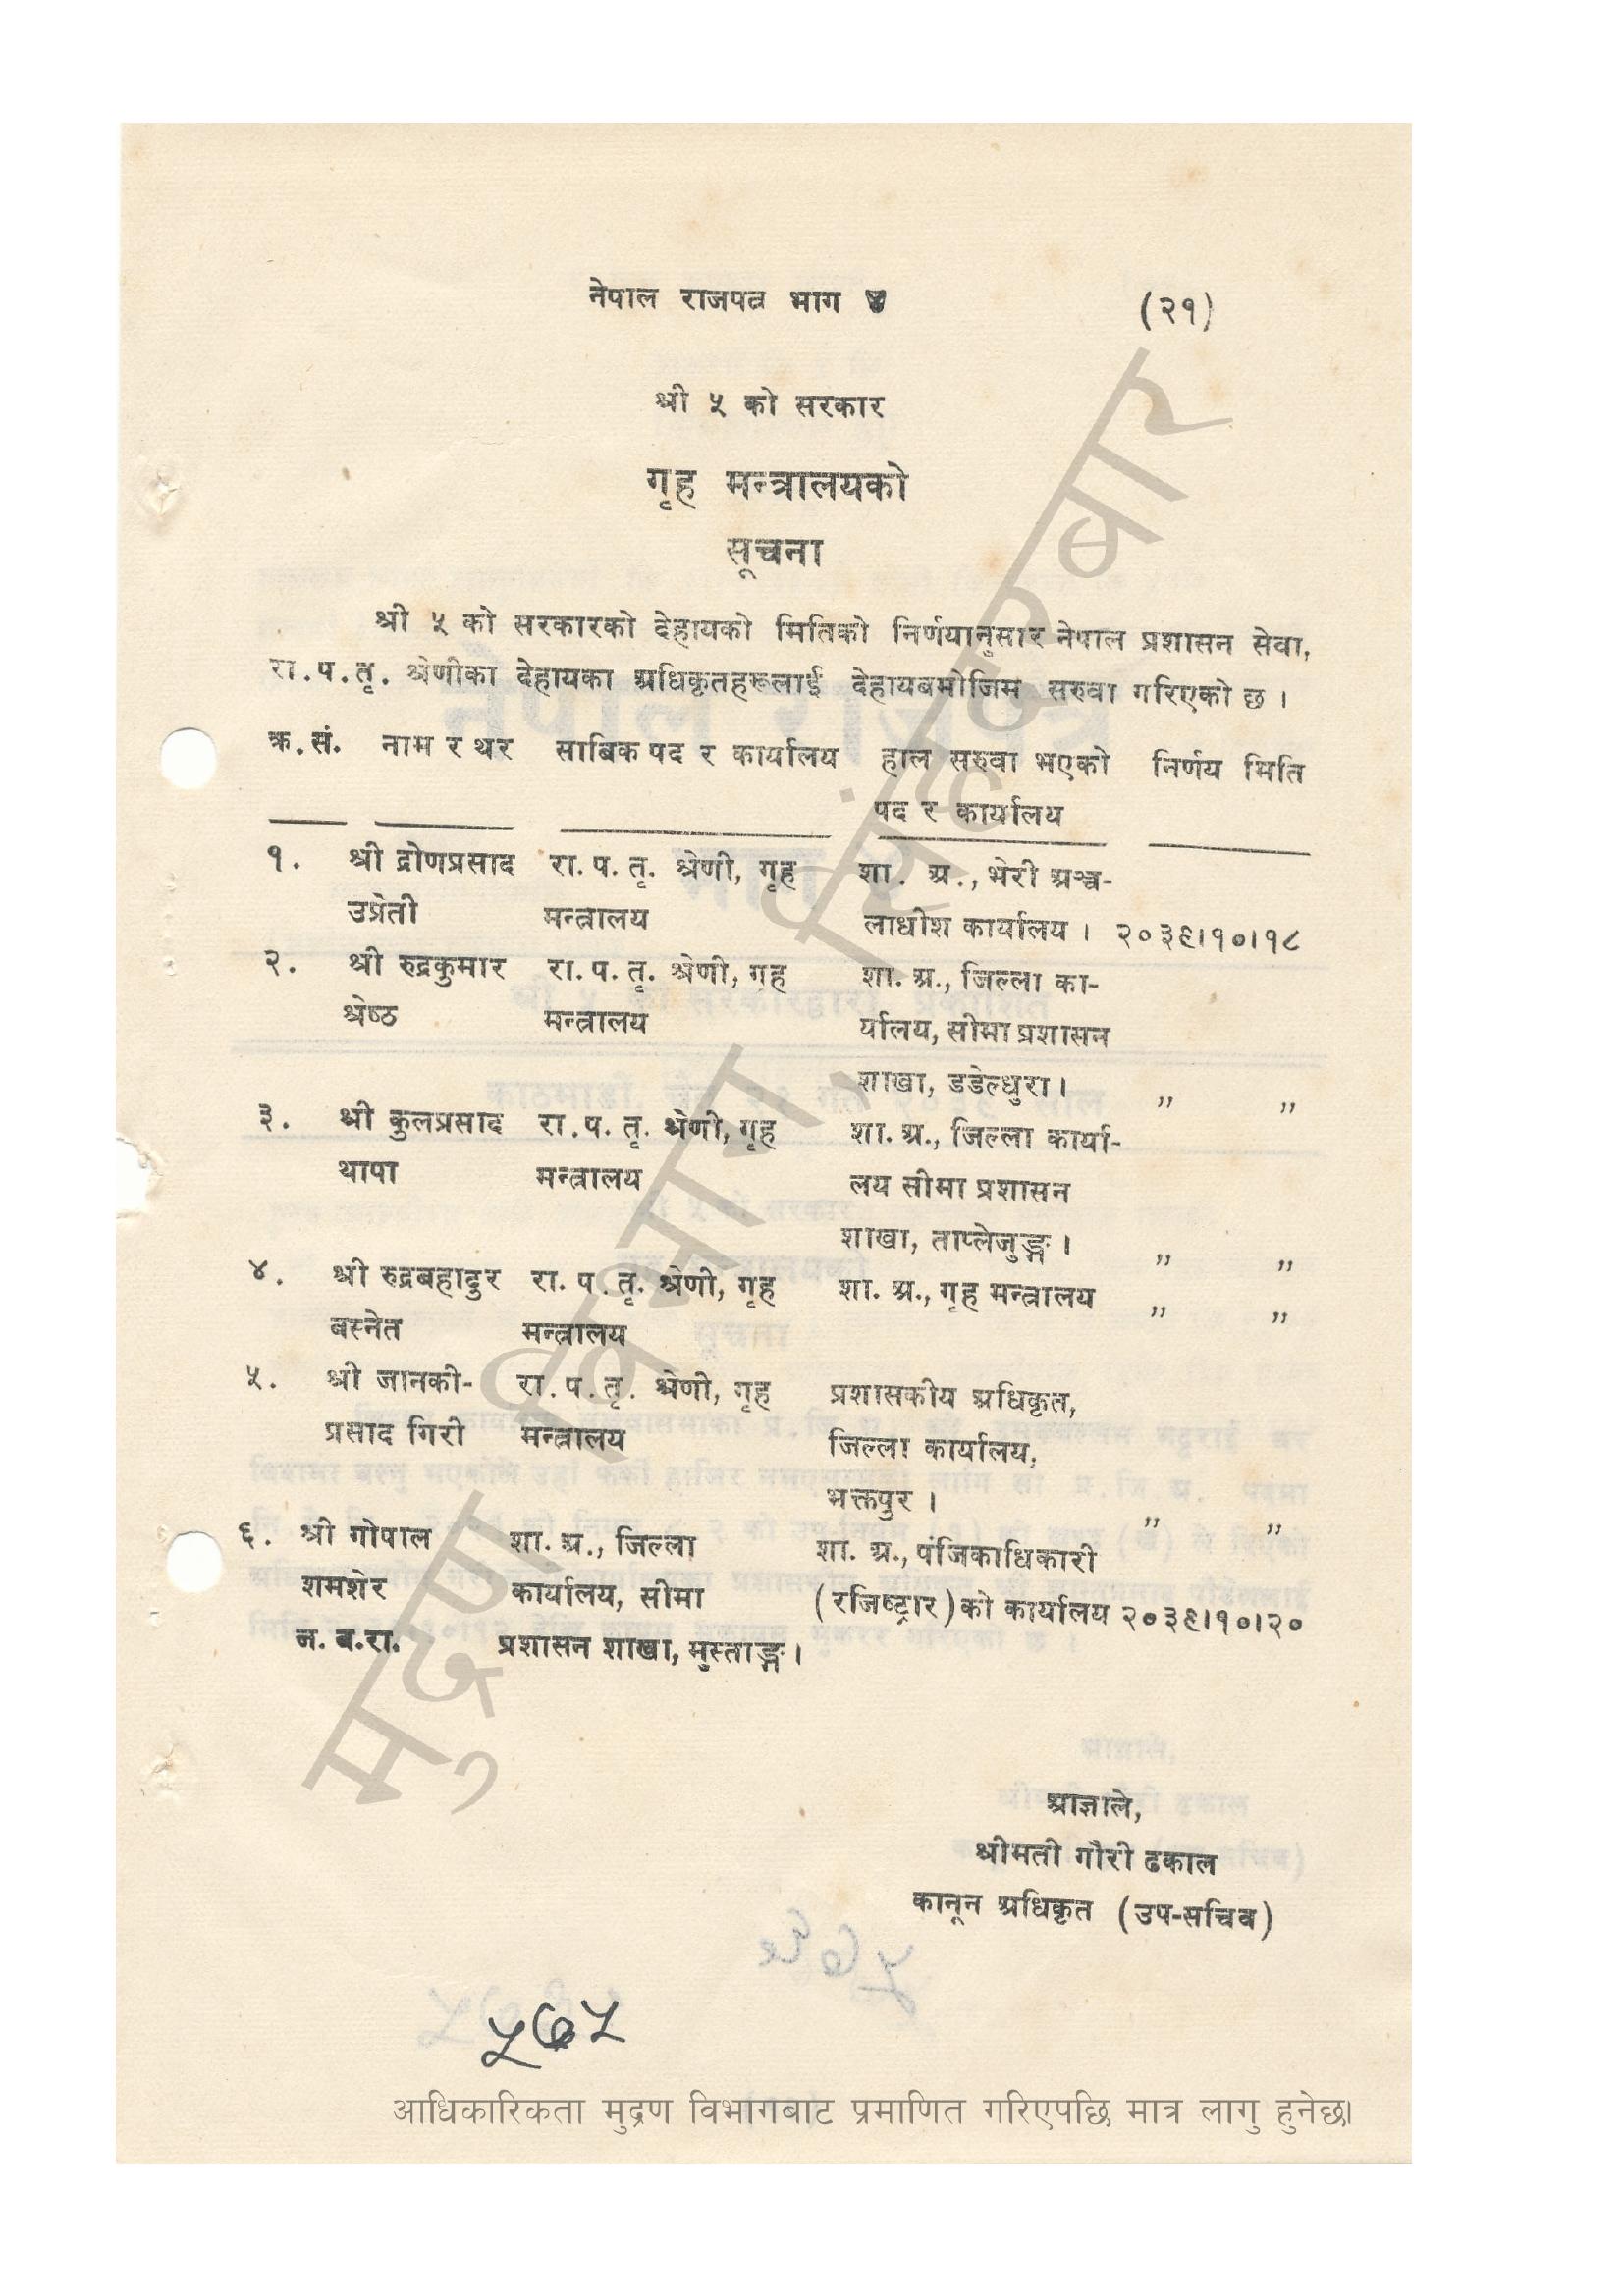 नेपाल राजपत्र भाग ४ (२१)
श्री ५ को सरकार
गृह मन्त्रालयको
सूचना
श्री ५ को सरकारको देहायको मितिको निर्णयानुसार नेपाल प्रशासन सेवा,
रा.प.तृ. श्रेणीका देहायका अधिकृतहरूलाई देहायबमोजिम सरुवा गरिएको छ ।
क्र.सं. नाम र थर साबिक पद र कार्यालय हाल सरुवा भएको निर्णय मिति
पद र कार्यालय
१. श्री द्रोणप्रसाद रा. प. तृ. श्रेणी, गृह शा. अ., भेरी अञ्च-
उप्रेती मन्त्रालय लाधीश कार्यालय । २०३९।१०।१८
२. श्री रुद्रकुमार रा. प. तृ. श्रेणी, गृह शा. अ., जिल्ला का-
श्रेष्ठ मन्त्रालय र्यालय, सीमा प्रशासन
शाखा, डडेल्धुरा । ,, ,,
३. श्री कुलप्रसाद रा.प. तृ. श्रेणी, गृह शा. अ., जिल्ला कार्या-
थापा मन्त्रालय लय सीमा प्रशासन
शाखा, ताप्लेजुङ्ग । ,, ,,
४. श्री रुद्रबहादुर रा. प. तृ. श्रेणी, गृह शा. अ., गृह मन्त्रालय ,, ,,
बस्नेत मन्त्रालय
५. श्री जानकी- रा. प. तृ. श्रेणी, गृह प्रशासकीय अधिकृत,
प्रसाद गिरी मन्त्रालय जिल्ला कार्यालय,
भक्तपुर । ,, ,,
६. श्री गोपाल शा. अ., जिल्ला शा. अ., पंजिकाधिकारी
शमशेर कार्यालय, सीमा (रजिष्ट्रार) को कार्यालय २०३९।१०।२०
ज. ब.रा. प्रशासन शाखा, मुस्ताङ्ग ।
आज्ञाले,
श्रीमती गौरी ढकाल
कानून अधिकृत (उप-सचिव)
५७५
आधिकारिकता मुद्रण विभागबाट प्रमाणित गरिएपछि मात्र लागु हुनेछ।
मुद्रण विभाग, सिंहदरबार